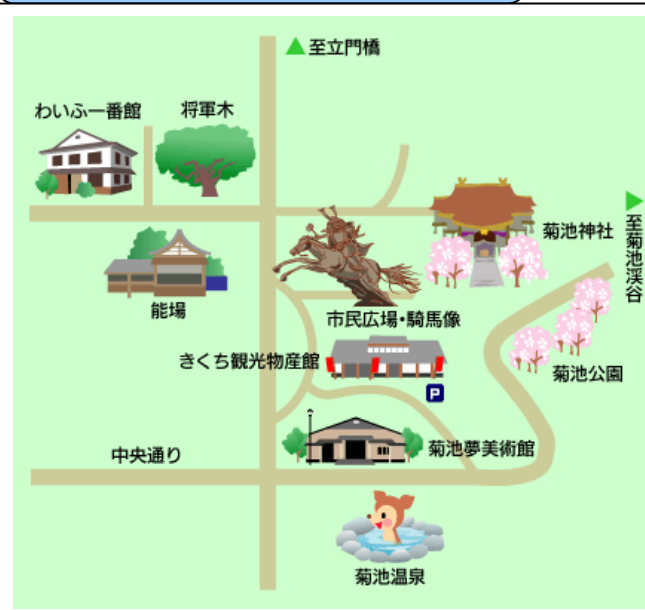 至立門橋
わいふ一番館
将軍木
菊池神社
至菊池渓谷
能場
市民広場・騎馬像
きくち観光物産館
菊池公園
P
菊池夢美術館
中央通り
菊池温泉